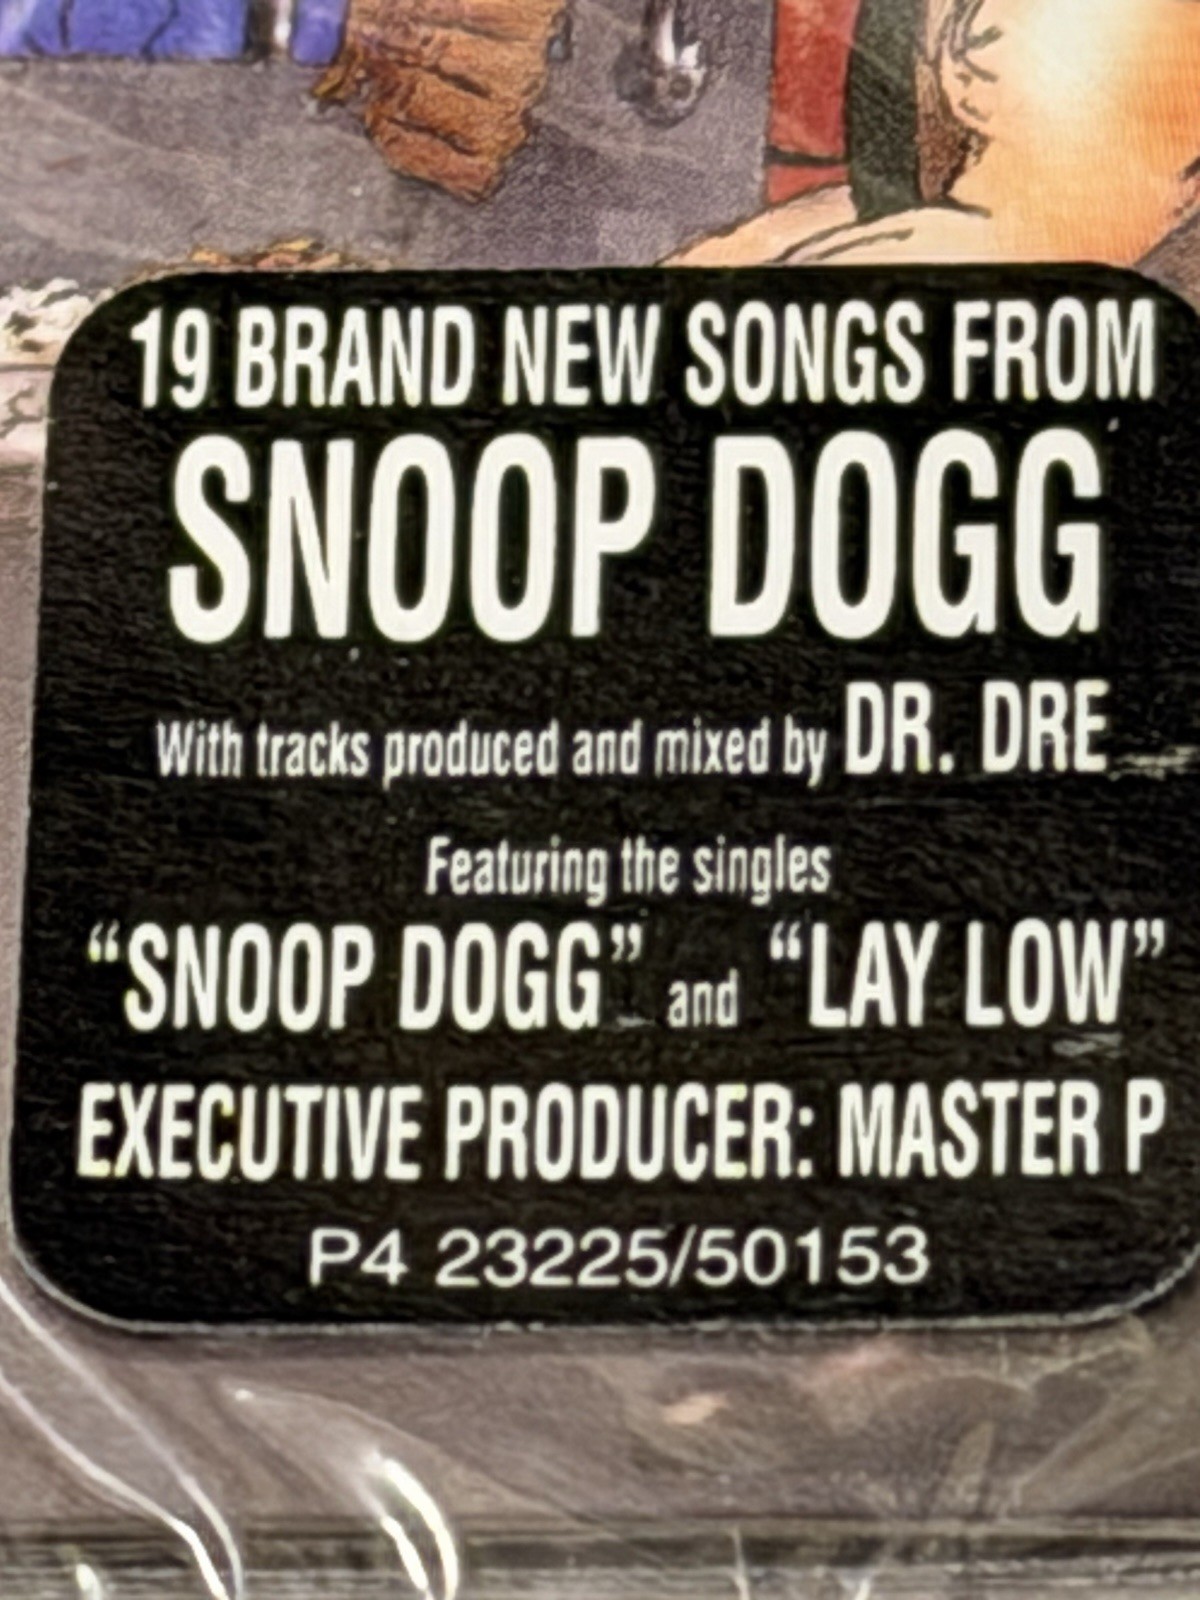 19 BRAND NEW SONGS FROM
SNOOP DOGG
With tracks produced and mixed by DR. DRE
Featuring the singles
“SNOOP DOGG” and “LAY LOW”
EXECUTIVE PRODUCER: MASTER P
P4 23225/50153